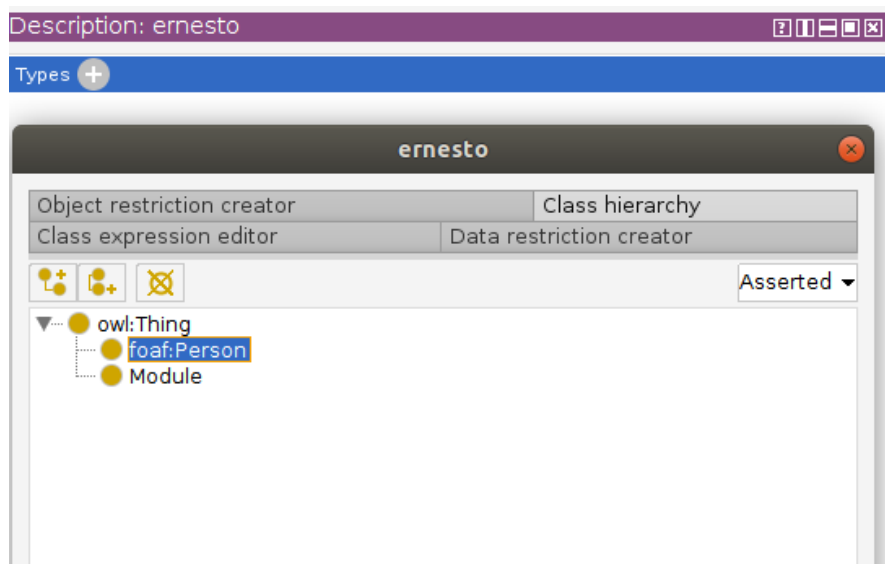 Description: ernesto
Types
ernesto
Object restriction creator
Class hierarchy
Class expression editor
Data restriction creator
Asserted
owl:Thing
foaf:Person
Module